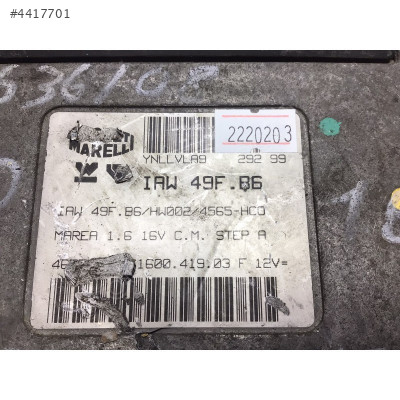 #4417701
MARELLI
2220203
YNLLVLA9 292 99
IAW 49F.B6
IAW 49F.B6/HW002/4565-HC0
MAREA 1.6 16V C.M. STEP A
1600.419.03 F 12V=